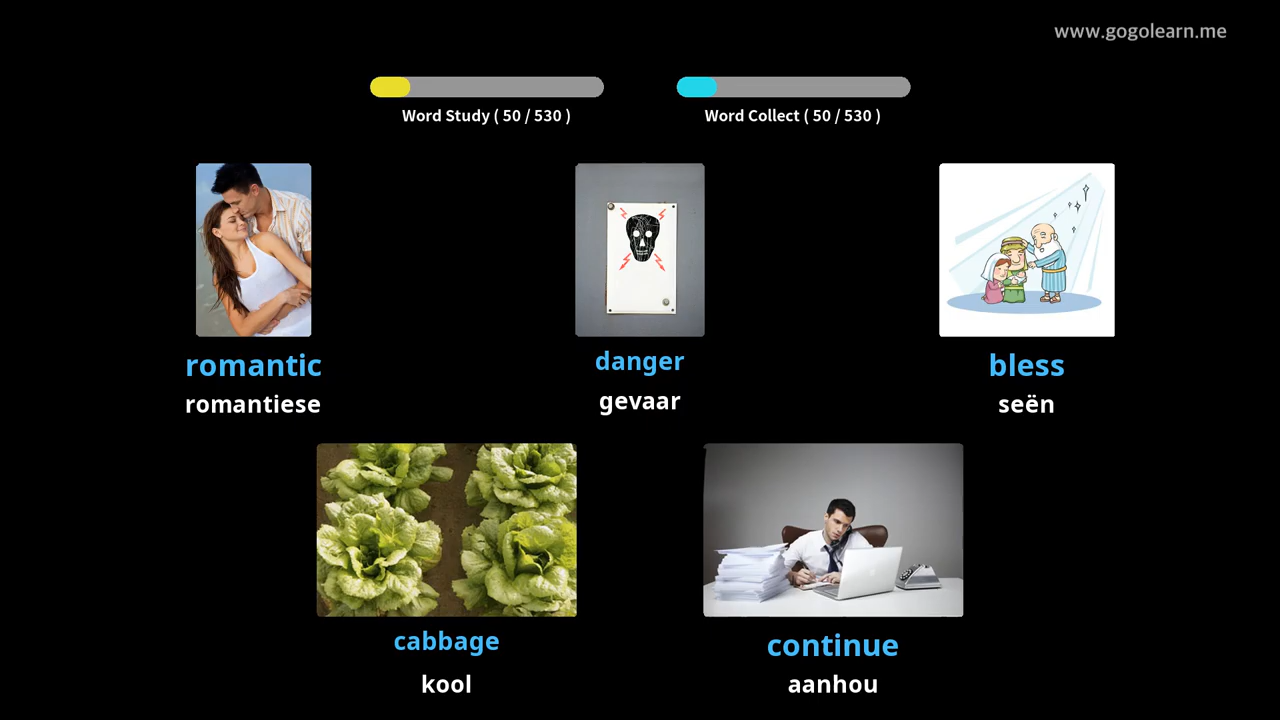 www.gogolearn.me
Word Study ( 50 / 530 )
Word Collect ( 50 / 530 )
romantic
romantiese
danger
gevaar
bless
seën
cabbage
kool
continue
aanhou